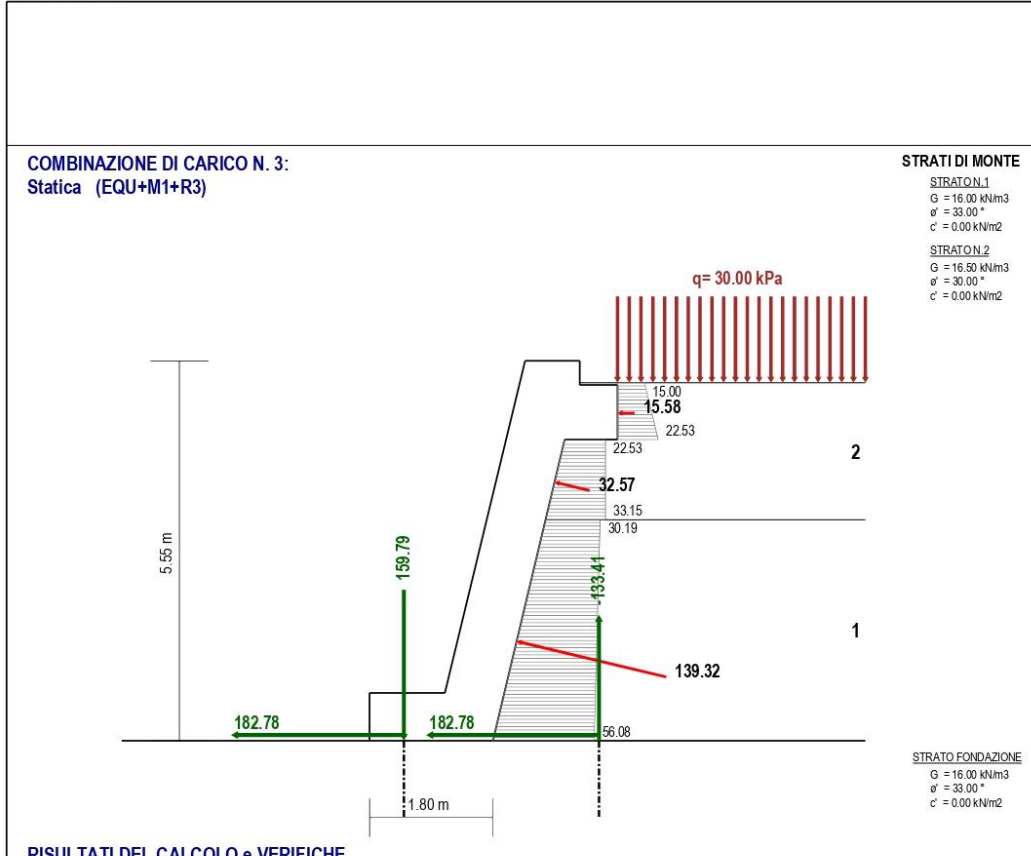 COMBINAZIONE DI CARICO N. 3:
Statica (EQU+M1+R3)
STRATI DI MONTE
STRATO N.1
G = 16.00 kN/m3
ø' = 33.00 °
c' = 0.00 kN/m2
STRATO N.2
G = 16.50 kN/m3
ø' = 30.00 °
c' = 0.00 kN/m2
q= 30.00 kPa
15.00
15.58
22.53
22.53
2
32.57
33.15
30.19
5.55 m
159.79
-133.41
1
139.32
182.78
182.78
56.08
STRATO FONDAZIONE
G = 16.00 kN/m3
ø' = 33.00 °
c' = 0.00 kN/m2
1.80 m
RISULTATI DEL CALCOLO e VERIFICHE